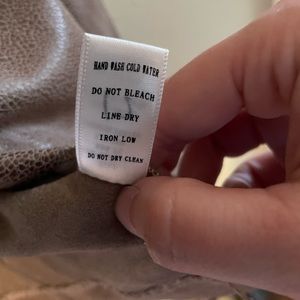 HAND WASH COLD WATER
DO NOT BLEACH
LINE DRY
IRON LOW
DO NOT DRY CLEAN